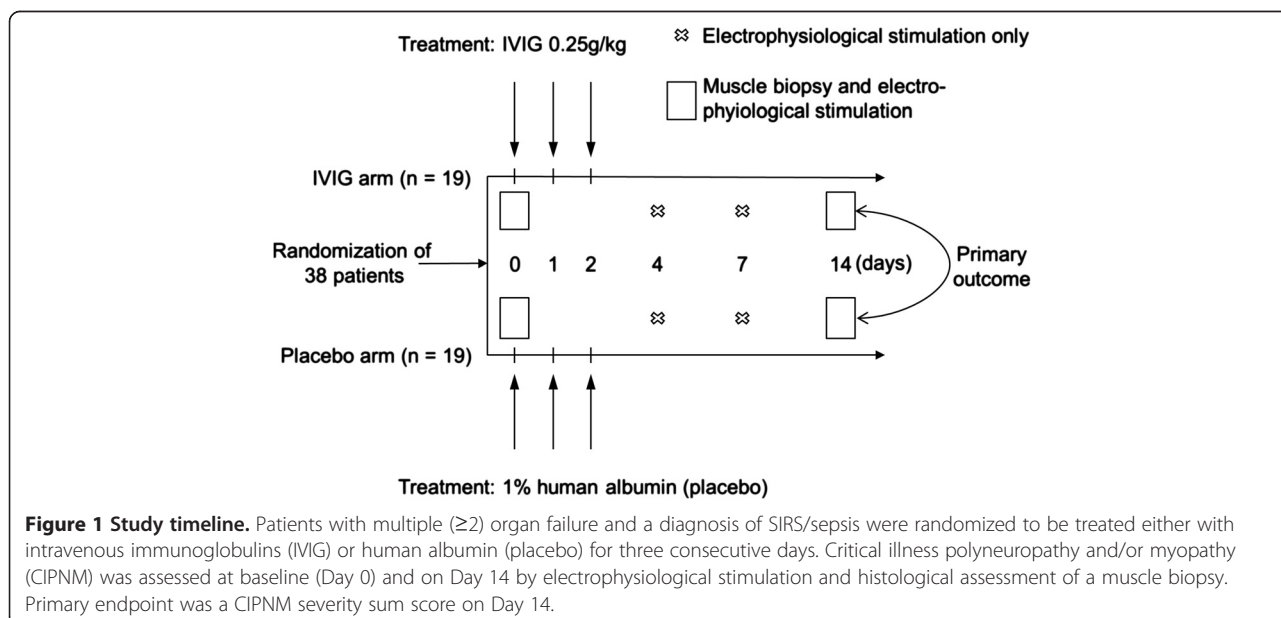 Treatment: IVIG 0.25g/kg
Electrophysiological stimulation only
Muscle biopsy and electro-
phyiological stimulation
IVIG arm (n = 19)
Randomization of
38 patients
0 1 2 4 7 14 (days)
Primary
outcome
Placebo arm (n = 19)
Treatment: 1% human albumin (placebo)
Figure 1 Study timeline. Patients with multiple (≥2) organ failure and a diagnosis of SIRS/sepsis were randomized to be treated either with
intravenous immunoglobulins (IVIG) or human albumin (placebo) for three consecutive days. Critical illness polyneuropathy and/or myopathy
(CIPNM) was assessed at baseline (Day 0) and on Day 14 by electrophysiological stimulation and histological assessment of a muscle biopsy.
Primary endpoint was a CIPNM severity sum score on Day 14.